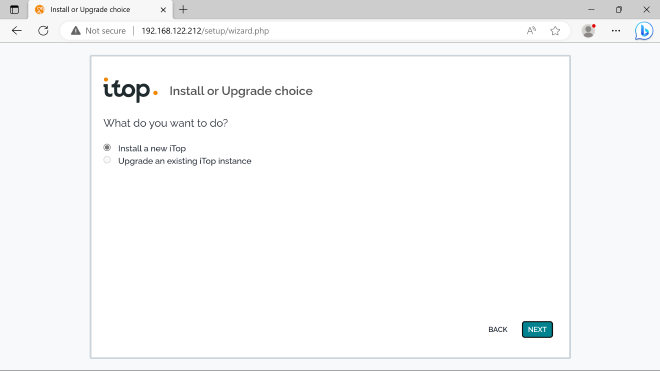 Install or Upgrade choice
Not secure 192.168.122.212/setup/wizard.php
itop. Install or Upgrade choice
What do you want to do?
Install a new iTop
Upgrade an existing iTop instance
BACK NEXT